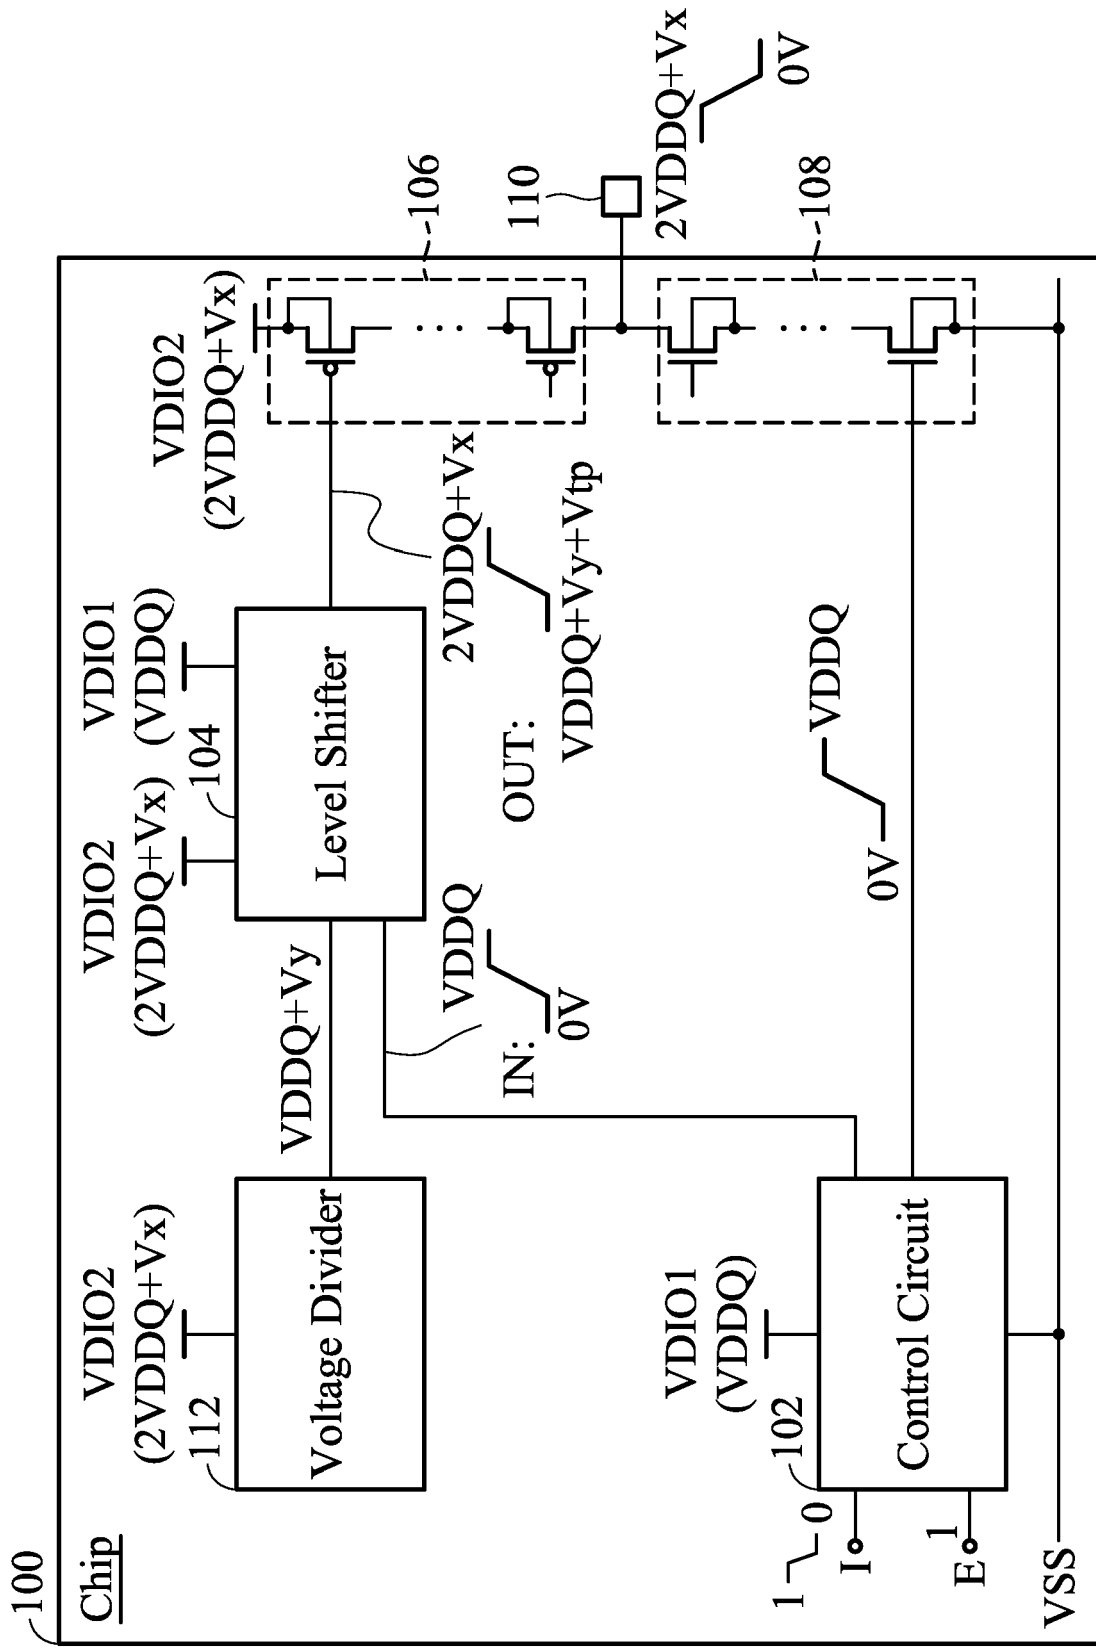 100
Chip
VDIO2
(2VDDQ+Vx)
112
Voltage Divider
VDDQ+Vy
VDIO2
(2VDDQ+Vx)
104
VDIO1
(VDDQ)
Level Shifter
VDIO2
(2VDDQ+Vx)
106
IN:
VDDQ
0V
OUT:
2VDDQ+Vx
VDDQ+Vy+Vtp
110
2VDDQ+Vx
0V
VDIO1
(VDDQ)
102
Control Circuit
1
0
I
E
1
0V
VDDQ
108
VSS